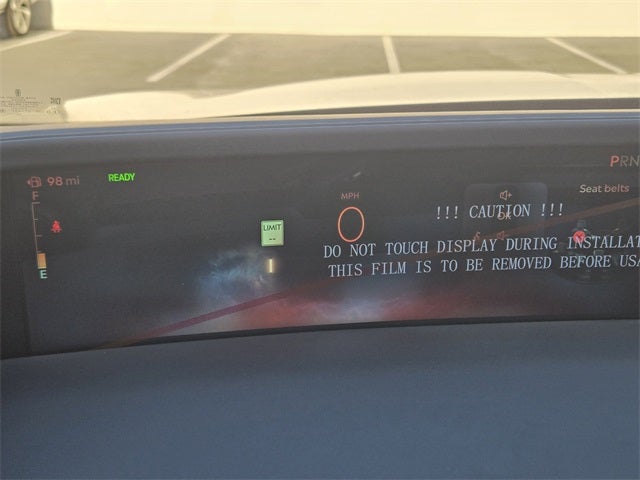 PRN
98 mi
READY
F
MPH
0
Seat belts
LIMIT
--
E
OK
!!! CAUTION !!!
DO NOT TOUCH DISPLAY DURING INSTALLAT
THIS FILM IS TO BE REMOVED BEFORE USA